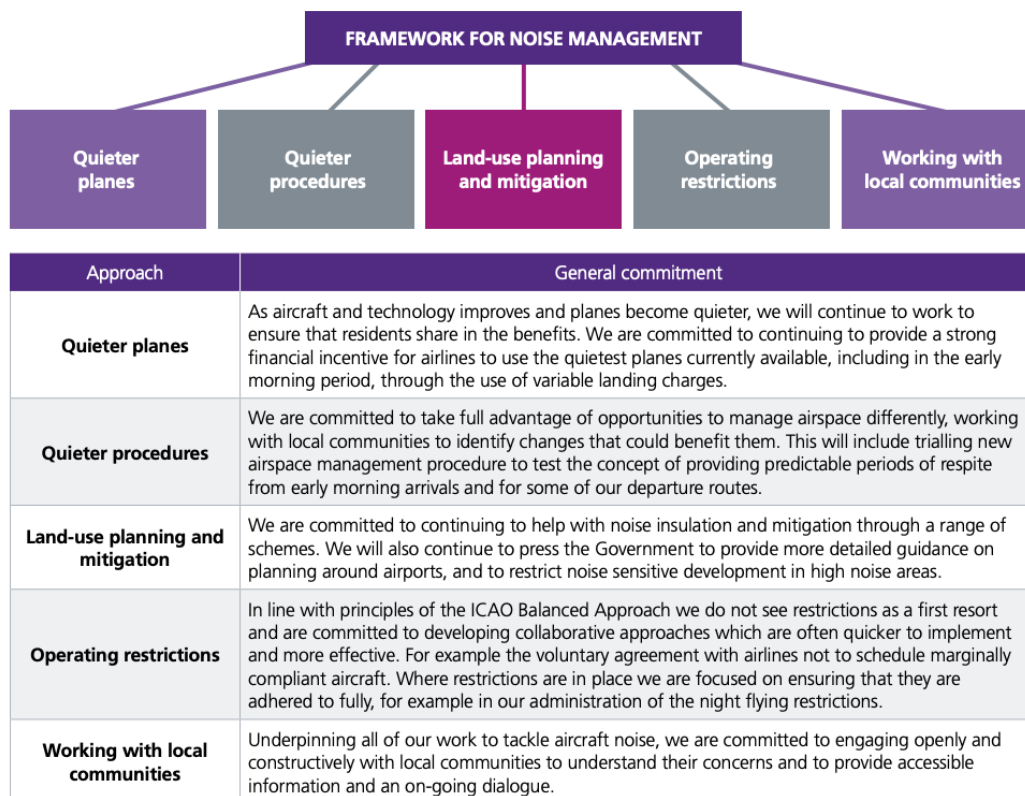 FRAMEWORK FOR NOISE MANAGEMENT
Quieter
planes
Quieter
procedures
Land-use planning
and mitigation
Operating
restrictions
Working with
local communities
Approach
General commitment
Quieter planes
As aircraft and technology improves and planes become quieter, we will continue to work to
ensure that residents share in the benefits. We are committed to continuing to provide a strong
financial incentive for airlines to use the quietest planes currently available, including in the early
morning period, through the use of variable landing charges.
Quieter procedures
We are committed to take full advantage of opportunities to manage airspace differently, working
with local communities to identify changes that could benefit them. This will include trialling new
airspace management procedure to test the concept of providing predictable periods of respite
from early morning arrivals and for some of our departure routes.
Land-use planning and
mitigation
We are committed to continuing to help with noise insulation and mitigation through a range of
schemes. We will also continue to press the Government to provide more detailed guidance on
planning around airports, and to restrict noise sensitive development in high noise areas.
Operating restrictions
In line with principles of the ICAO Balanced Approach we do not see restrictions as a first resort
and are committed to developing collaborative approaches which are often quicker to implement
and more effective. For example the voluntary agreement with airlines not to schedule marginally
compliant aircraft. Where restrictions are in place we are focused on ensuring that they are
adhered to fully, for example in our administration of the night flying restrictions.
Working with local
communities
Underpinning all of our work to tackle aircraft noise, we are committed to engaging openly and
constructively with local communities to understand their concerns and to provide accessible
information and an on-going dialogue.